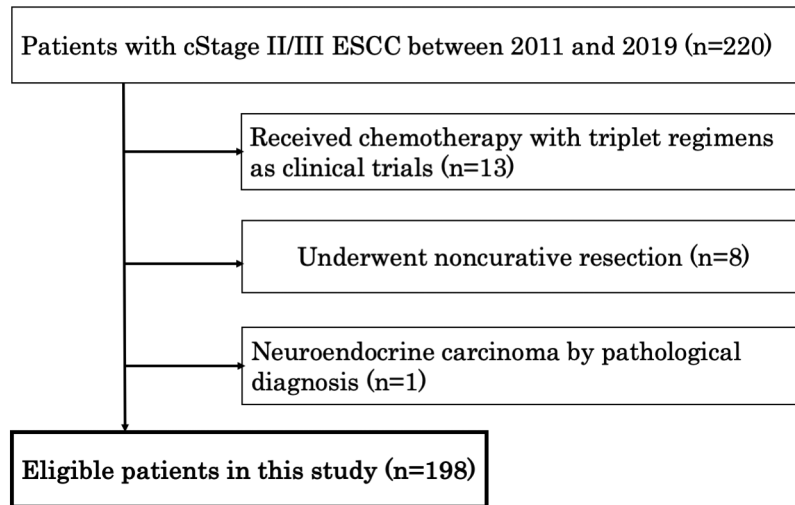 Patients with cStage II/III ESCC between 2011 and 2019 (n=220)
Received chemotherapy with triplet regimens
as clinical trials (n=13)
Underwent noncurative resection (n=8)
Neuroendocrine carcinoma by pathological
diagnosis (n=1)
Eligible patients in this study (n=198)